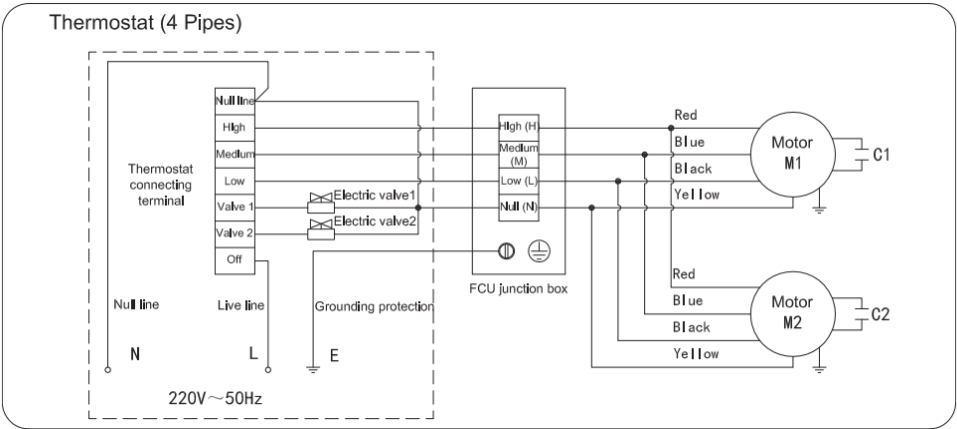 Thermostat (4 Pipes)
Null line
High
Medium
Low
Valve 1
Valve 2
Off
Thermostat
connecting
terminal
Electric valve1
Electric valve2
Null line
Live line
Grounding protection
N
L
E
220V～50Hz
High (H)
Medium
(M)
Low (L)
Null (N)
FCU junction box
Red
Blue
Black
Yellow
Motor
M1
C1
Red
Blue
Black
Yellow
Motor
M2
C2